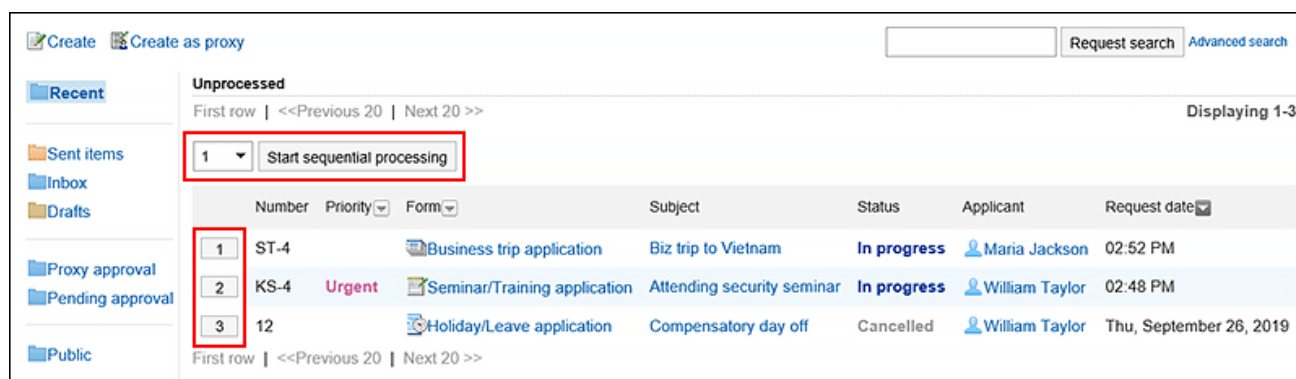 Create Create as proxy Request search Advanced search
Recent
Unprocessed
First row | <<Previous 20 | Next 20 >> Displaying 1-3
1 Start sequential processing
Sent items
Inbox
Drafts
Number Priority Form Subject Status Applicant Request date
1 ST-4 Business trip application Biz trip to Vietnam In progress Maria Jackson 02:52 PM
2 KS-4 Urgent Seminar/Training application Attending security seminar In progress William Taylor 02:48 PM
3 12 Holiday/Leave application Compensatory day off Cancelled William Taylor Thu, September 26, 2019
First row | <<Previous 20 | Next 20 >>
Proxy approval
Pending approval
Public